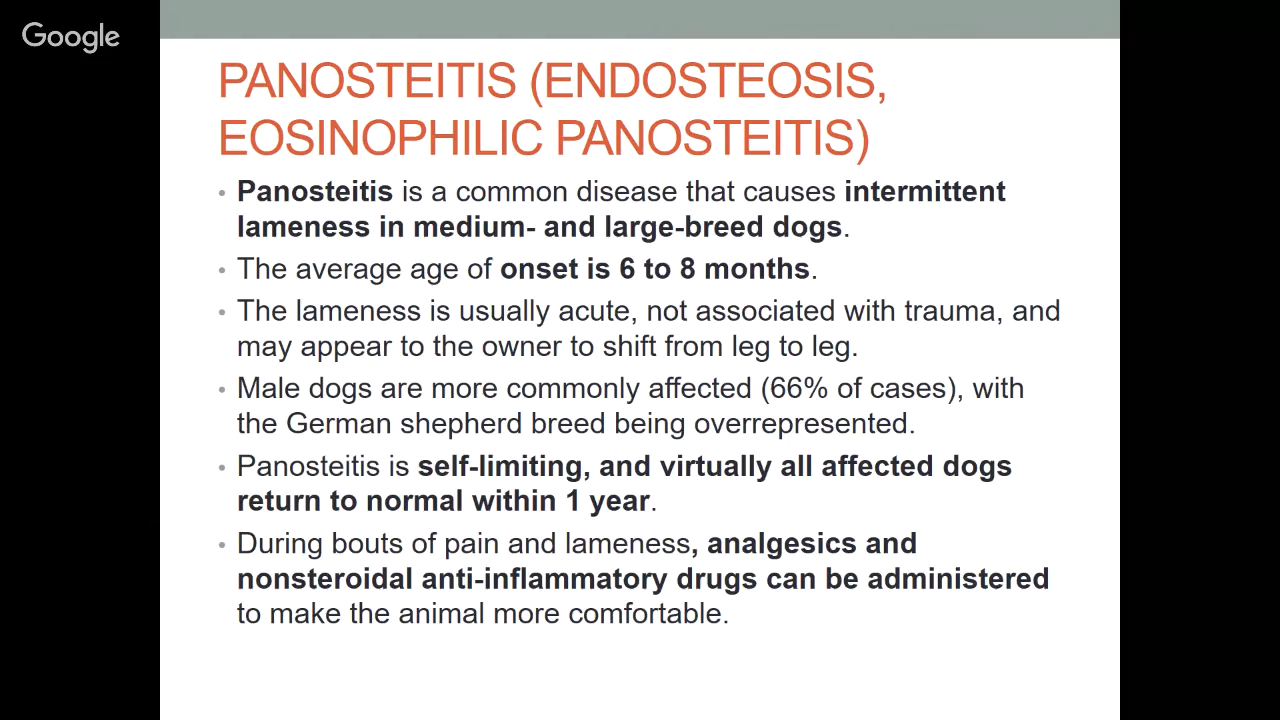 Google
PANOSTEITIS (ENDOSTEOSIS,
EOSINOPHILIC PANOSTEITIS)
• Panosteitis is a common disease that causes intermittent
lameness in medium- and large-breed dogs.
• The average age of onset is 6 to 8 months.
• The lameness is usually acute, not associated with trauma, and
may appear to the owner to shift from leg to leg.
• Male dogs are more commonly affected (66% of cases), with
the German shepherd breed being overrepresented.
• Panosteitis is self-limiting, and virtually all affected dogs
return to normal within 1 year.
• During bouts of pain and lameness, analgesics and
nonsteroidal anti-inflammatory drugs can be administered
to make the animal more comfortable.